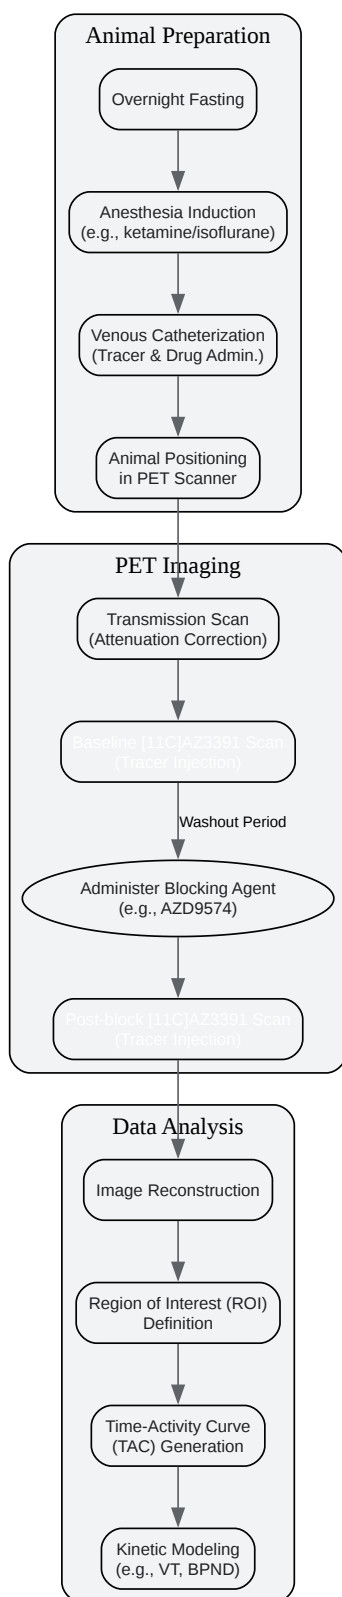 Animal Preparation
Overnight Fasting
Anesthesia Induction
(e.g., ketamine/isoflurane)
Venous Catheterization
(Tracer & Drug Admin.)
Animal Positioning
in PET Scanner
PET Imaging
Transmission Scan
(Attenuation Correction)
Baseline [11C]AZ3391 Scan
(Tracer Injection)
Washout Period
Administer Blocking Agent
(e.g., AZD9574)
Post-block [11C]AZ3391 Scan
(Tracer Injection)
Data Analysis
Image Reconstruction
Region of Interest (ROI)
Definition
Time-Activity Curve
(TAC) Generation
Kinetic Modeling
(e.g., VT, BPND)